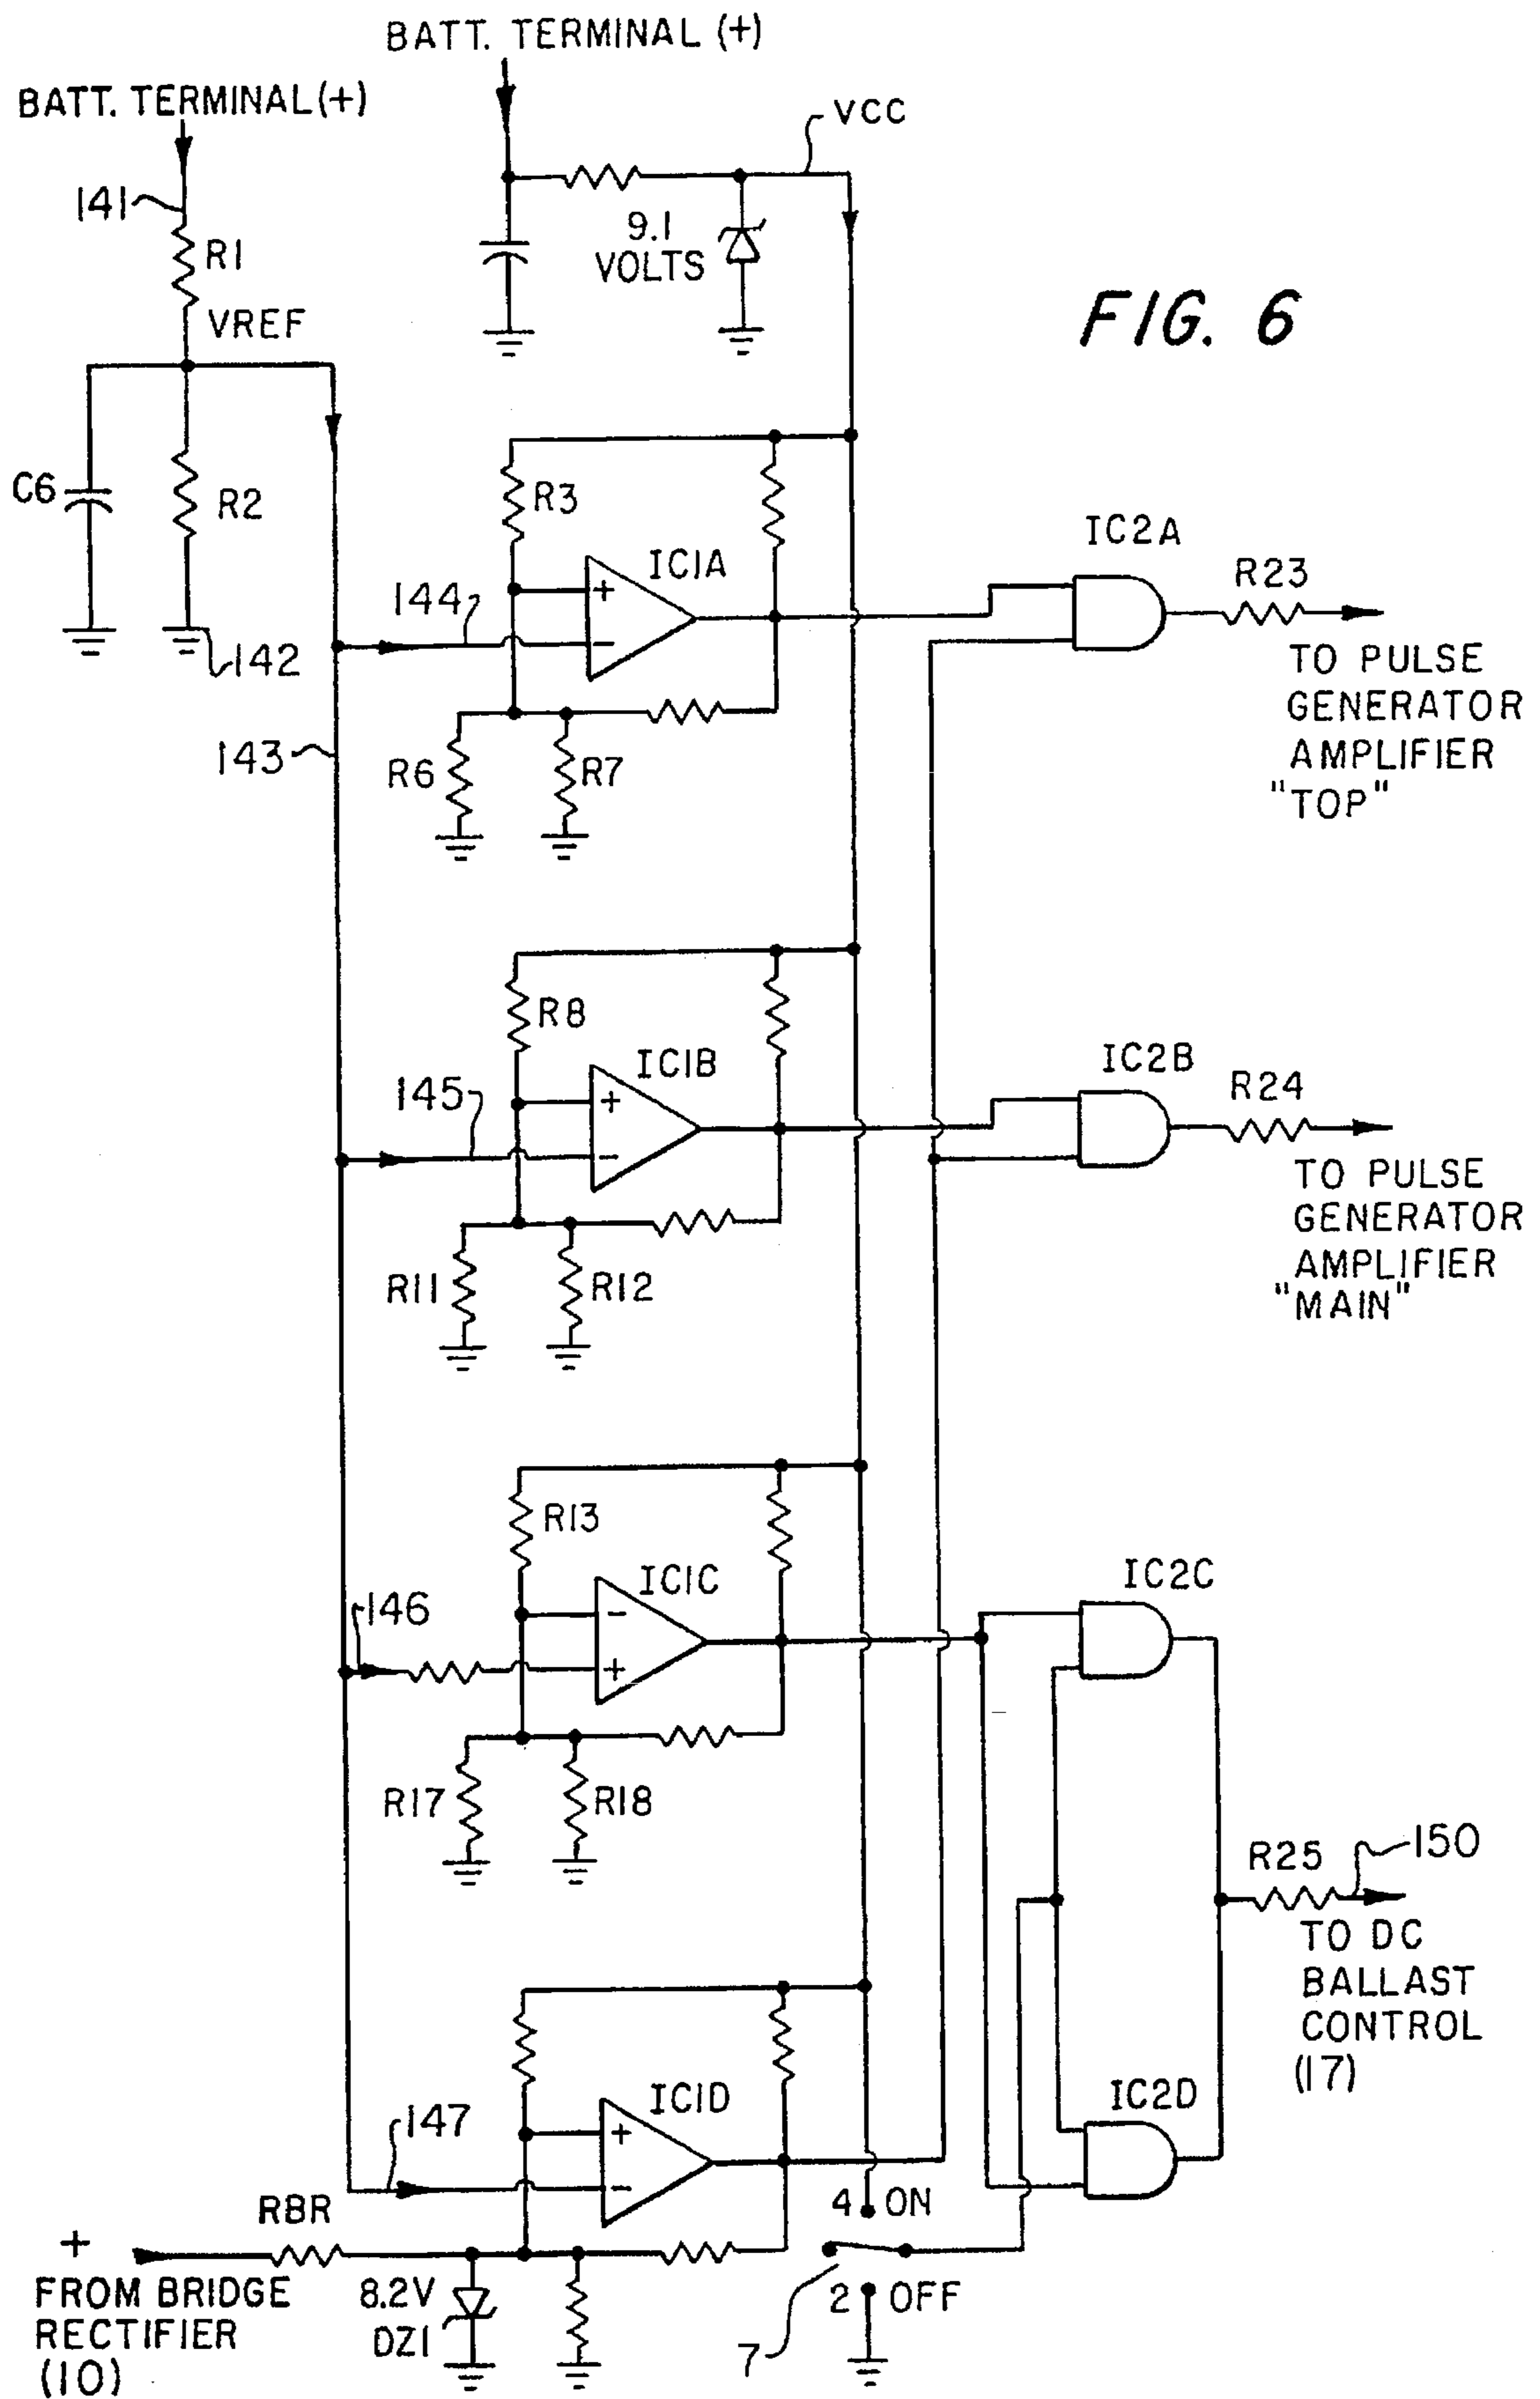 BATT. TERMINAL (+)
BATT. TERMINAL (+)
VCC
141
R1
9.1
VOLTS
VREF
FIG. 6
C6
R2
R3
IC1A
IC2A
R23
144
+
−
142
TO PULSE
GENERATOR
AMPLIFIER
"TOP"
143
R6
R7
R8
IC1B
IC2B
R24
145
+
−
TO PULSE
GENERATOR
AMPLIFIER
"MAIN"
R11
R12
R13
IC1C
IC2C
146
−
+
R17
R18
R25
150
TO DC
BALLAST
CONTROL
(17)
IC1D
IC2D
147
+
−
RBR
4 ON
+
FROM BRIDGE
RECTIFIER
(10)
8.2V
DZ1
2 OFF
7